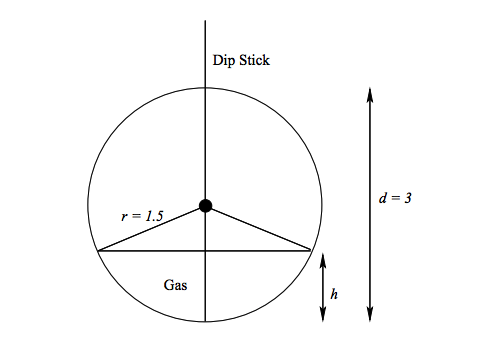 Dip Stick
d = 3
r = 1.5
Gas
h